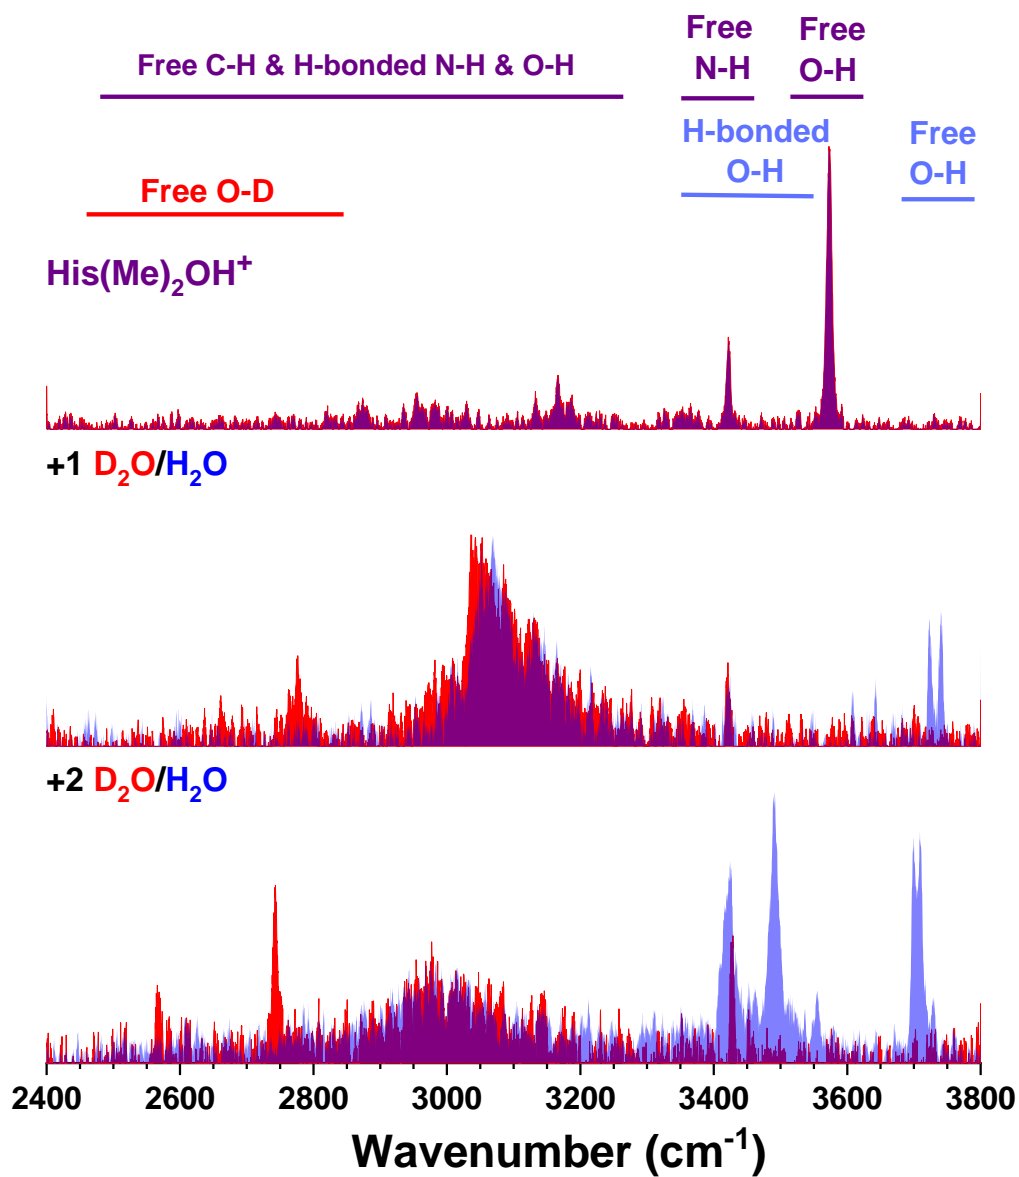 Free
N-H
Free
O-H
Free C-H & H-bonded N-H & O-H
H-bonded
O-H
Free
O-H
Free O-D
His(Me)₂OH⁺
+1 D₂O/H₂O
+2 D₂O/H₂O
2400 2600 2800 3000 3200 3400 3600 3800
Wavenumber (cm⁻¹)